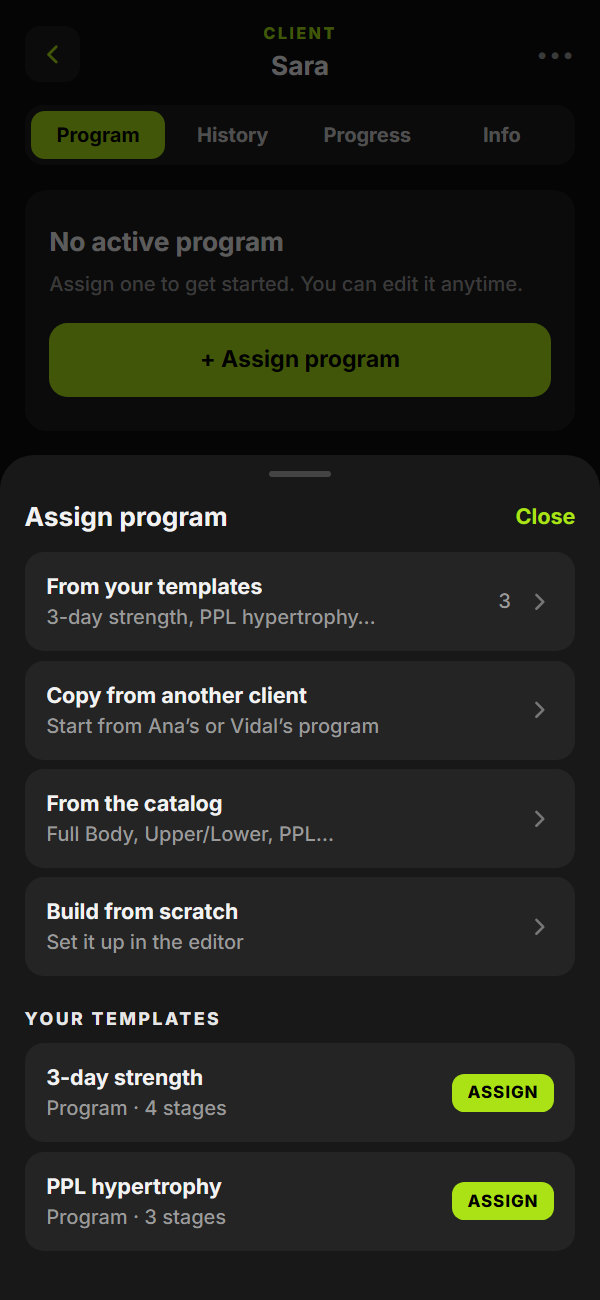 CLIENT
Sara
Program History Progress Info
No active program
Assign one to get started. You can edit it anytime.
+ Assign program
Assign program Close
From your templates
3-day strength, PPL hypertrophy...
3
Copy from another client
Start from Ana’s or Vidal’s program
From the catalog
Full Body, Upper/Lower, PPL...
Build from scratch
Set it up in the editor
YOUR TEMPLATES
3-day strength
Program · 4 stages
ASSIGN
PPL hypertrophy
Program · 3 stages
ASSIGN